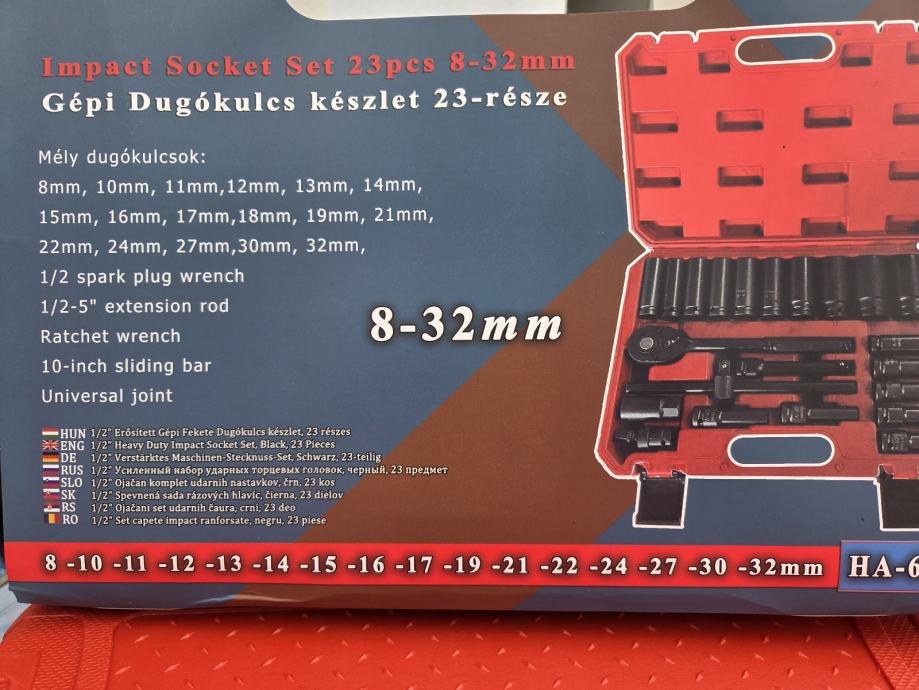 Impact Socket Set 23pcs 8-32mm
Gépi Dugókulcs készlet 23-része
Mély dugókulcsok:
8mm, 10mm, 11mm,12mm, 13mm, 14mm,
15mm, 16mm, 17mm,18mm, 19mm, 21mm,
22mm, 24mm, 27mm,30mm, 32mm,
1/2 spark plug wrench
1/2-5" extension rod
Ratchet wrench
10-inch sliding bar
Universal joint
8-32mm
HUN 1/2" Erősített Gépi Fekete Dugókulcs készlet, 23 részes
ENG 1/2" Heavy Duty Impact Socket Set, Black, 23 Pieces
DE 1/2" Verstärktes Maschinen-Stecknuss-Set, Schwarz, 23-teilig
RUS 1/2" Усиленный набор ударных торцевых головок, черный, 23 предмет
SLO 1/2" Ojačan komplet udarnih nastavkov, črn, 23 kos
SK 1/2" Spevnená sada rázových hlavíc, čierna, 23 dielov
RS 1/2" Ojačani set udarnih čaura, crni, 23 deo
RO 1/2" Set capete impact ranforsate, negru, 23 piese
8 -10 -11 -12 -13 -14 -15 -16 -17 -19 -21 -22 -24 -27 -30 -32mm
HA-6